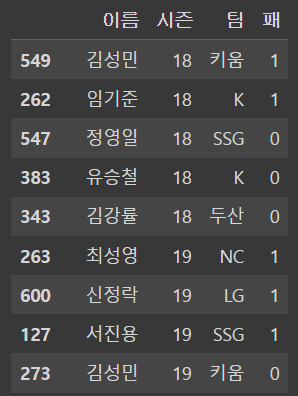 이름 시즌 팀 패
549 김성민 18 키움 1
262 임기준 18 K 1
547 정영일 18 SSG 0
383 유승철 18 K 0
343 김강률 18 두산 0
263 최성영 19 NC 1
600 신정락 19 LG 1
127 서진용 19 SSG 1
273 김성민 19 키움 0